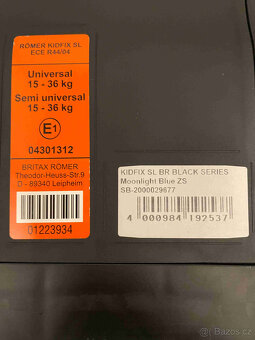 RÖMER KIDFIX SL
ECE R44/04
Universal
15 - 36 kg
Semi universal
15 - 36 kg
E1
04301312
BRITAX RÖMER
Theodor-Heuss-Str.9
D - 89340 Leipheim
01223934
KIDFIX SL BR BLACK SERIES
Moonlight Blue ZS
SB-2000029677
4 000984 192537
bazos.cz